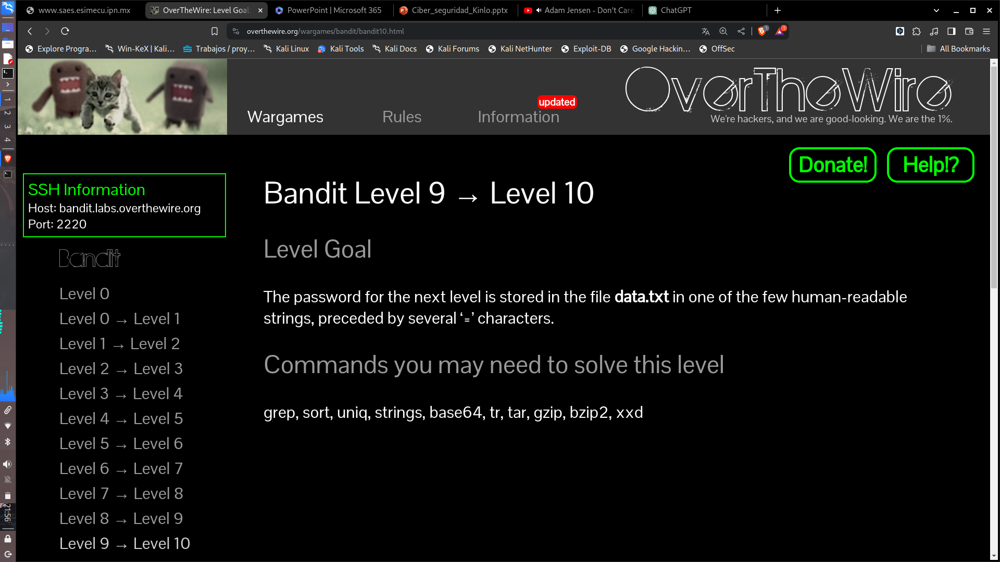 www.saes.esimecu.ipn.mx
OverTheWire: Level Goal
PowerPoint | Microsoft 365
Ciber_seguridad_Kinlo.pptx
Adam Jensen - Don't Care
ChatGPT
overthewire.org/wargames/bandit/bandit10.html
1
1
Explore Progra…
Win-KeX | Kali…
Trabajos / proy…
Kali Linux
Kali Tools
Kali Docs
Kali Forums
Kali NetHunter
Exploit-DB
Google Hackin…
OffSec
All Bookmarks
1
2
3
4
21:56
OverTheWire
We're hackers, and we are good-looking. We are the 1%.
Wargames
Rules
Information
updated
Donate!
Help!?
SSH Information
Host: bandit.labs.overthewire.org
Port: 2220
Bandit
Level 0
Level 0 → Level 1
Level 1 → Level 2
Level 2 → Level 3
Level 3 → Level 4
Level 4 → Level 5
Level 5 → Level 6
Level 6 → Level 7
Level 7 → Level 8
Level 8 → Level 9
Level 9 → Level 10
Bandit Level 9 → Level 10
Level Goal
The password for the next level is stored in the file data.txt in one of the few human-readable
strings, preceded by several ‘=’ characters.
Commands you may need to solve this level
grep, sort, uniq, strings, base64, tr, tar, gzip, bzip2, xxd